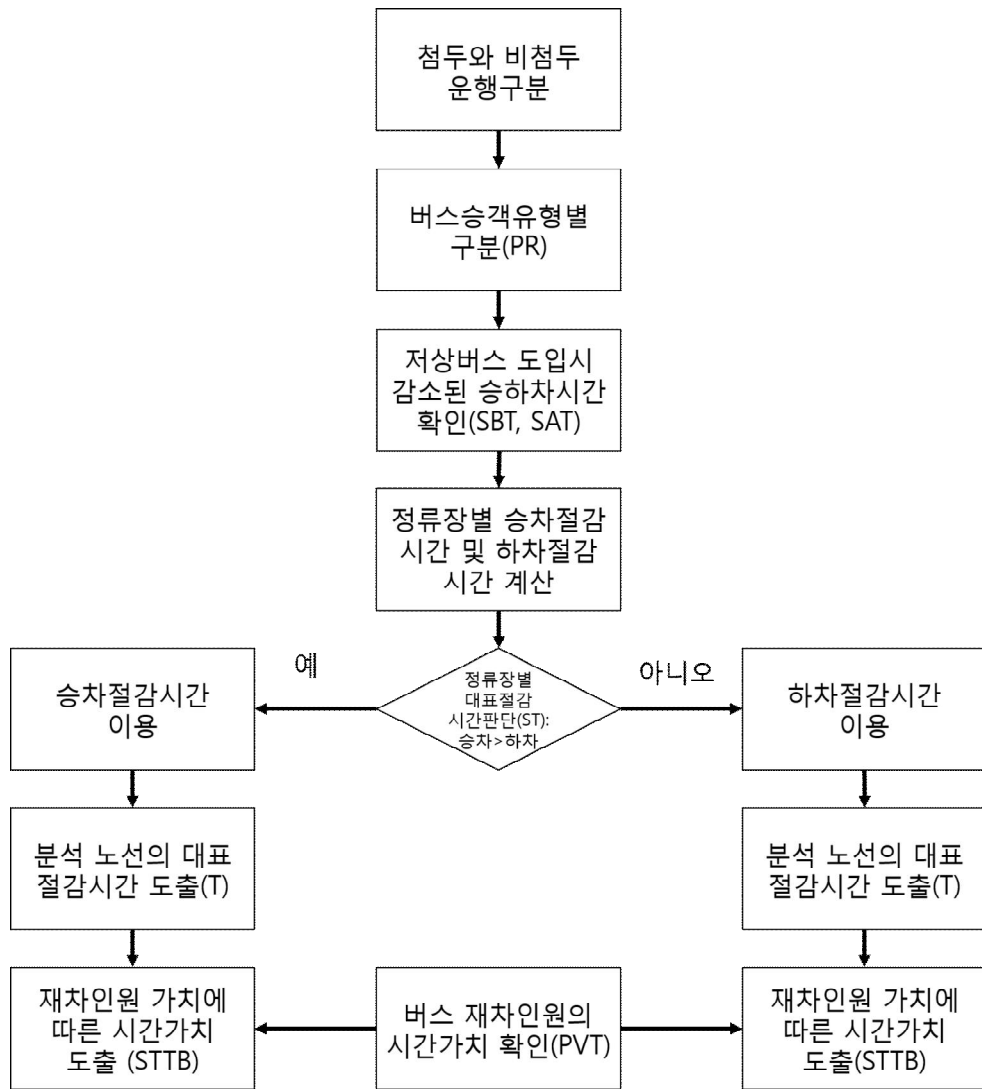 첨두와 비첨두
운행구분
버스승객유형별
구분(PR)
저상버스 도입시
감소된 승하차시간
확인(SBT, SAT)
정류장별 승차절감
시간 및 하차절감
시간 계산
예
아니오
정류장별
대표절감
시간판단(ST):
승차>하차
승차절감시간
이용
하차절감시간
이용
분석 노선의 대표
절감시간 도출(T)
분석 노선의 대표
절감시간 도출(T)
재차인원 가치에
따른 시간가치
도출 (STTB)
버스 재차인원의
시간가치 확인(PVT)
재차인원 가치에
따른 시간가치
도출(STTB)